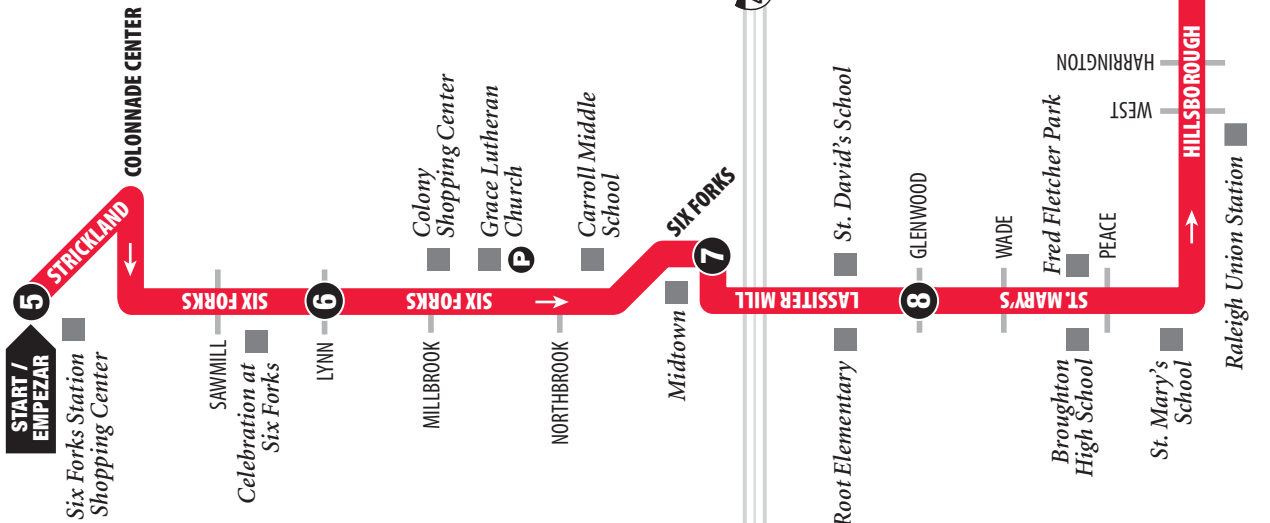 START /
EMPEZAR
5
STRICKLAND
COLONNADE CENTER
Six Forks Station
Shopping Center
SIX FORKS
SAWMILL
Celebration at
Six Forks
6
LYNN
SIX FORKS
MILLBROOK
Colony
Shopping Center
Grace Lutheran
Church
P
NORTHBROOK
Carroll Middle
School
SIX FORKS
7
Midtown
LASSITER MILL
St. David's School
Root Elementary
8
GLENWOOD
WADE
ST. MARY'S
Fred Fletcher Park
Broughton
High School
PEACE
St. Mary's
School
HILLSBOROUGH
WEST
HARRINGTON
Raleigh Union Station